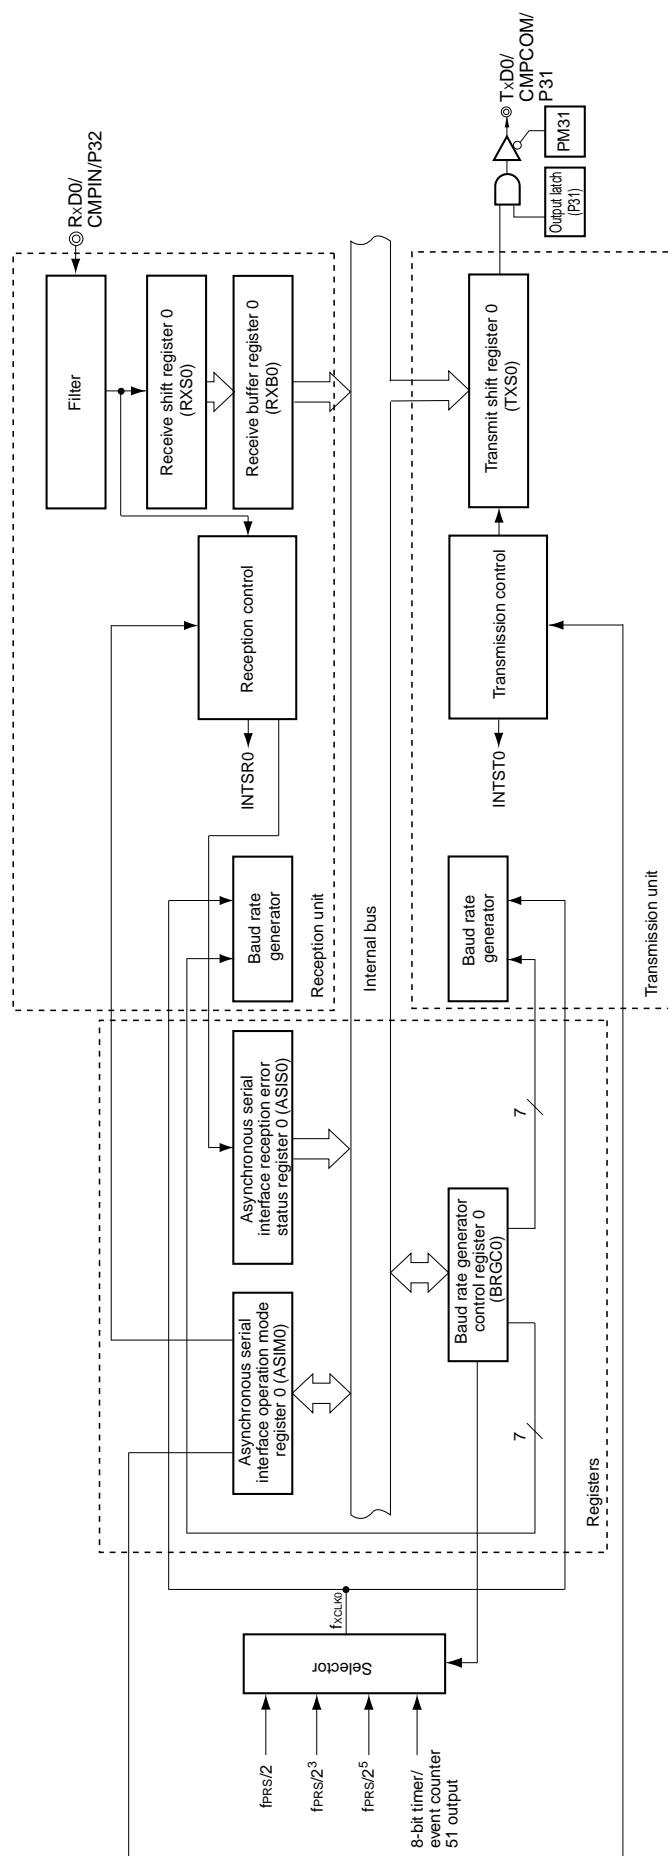 RxD0/
CMPIN/P32
Filter
Receive shift register 0
(RXS0)
Receive buffer register 0
(RXB0)
Reception control
INTSR0
Baud rate
generator
Reception unit
Internal bus
TxD0/
CMPCOM/
P31
PM31
Output latch
(P31)
Transmit shift register 0
(TXS0)
Transmission control
INTST0
Baud rate
generator
Transmission unit
Asynchronous serial
interface reception error
status register 0 (ASIS0)
Asynchronous serial
interface operation mode
register 0 (ASIM0)
Baud rate generator
control register 0
(BRGC0)
7
7
Registers
fXCLK0
Selector
fPRS/2
fPRS/2³
fPRS/2⁵
8-bit timer/
event counter
51 output